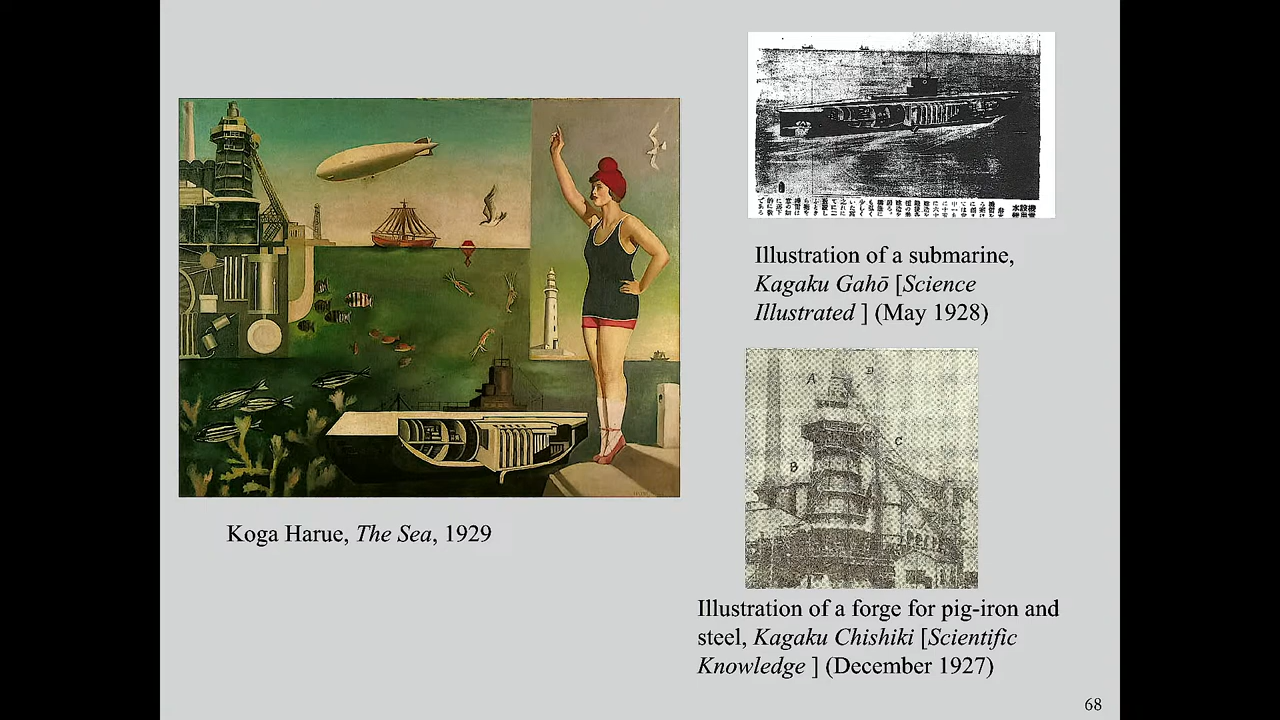 Koga Harue, The Sea, 1929
Illustration of a submarine,
Kagaku Gahō [Science
Illustrated ] (May 1928)
A
B
C
Illustration of a forge for pig-iron and
steel, Kagaku Chishiki [Scientific
Knowledge ] (December 1927)
68